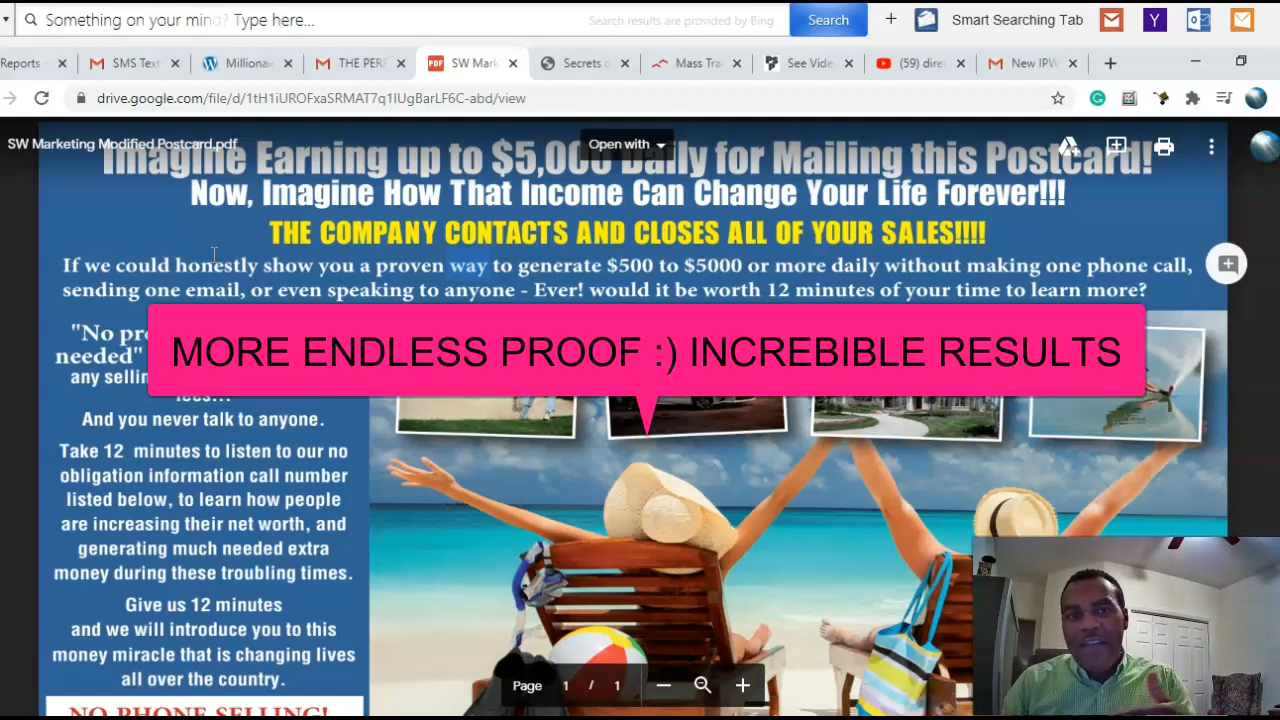 Something on your mind? Type here...
Search results are provided by Bing
Search
Smart Searching Tab
Reports
SMS Text
Millionai
THE PERF
SW Mark
Secrets o
Mass Tra
See Vide
(59) dire
New IPW
drive.google.com/file/d/1tH1iUROFxaSRMAT7q1IUgBarLF6C-abd/view
SW Marketing Modified Postcard.pdf
Open with
Imagine Earning up to $5,000 Daily for Mailing this Postcard!
Now, Imagine How That Income Can Change Your Life Forever!!!
THE COMPANY CONTACTS AND CLOSES ALL OF YOUR SALES!!!!
If we could honestly show you a proven way to generate $500 to $5000 or more daily without making one phone call,
sending one email, or even speaking to anyone - Ever! would it be worth 12 minutes of your time to learn more?
"No pr
needed"
any sellin
fees...
MORE ENDLESS PROOF :) INCREBIBLE RESULTS
And you never talk to anyone.
Take 12 minutes to listen to our no
obligation information call number
listed below, to learn how people
are increasing their net worth, and
generating much needed extra
money during these troubling times.
Give us 12 minutes
and we will introduce you to this
money miracle that is changing lives
all over the country.
NO PHONE SELLING!
Page 1 / 1